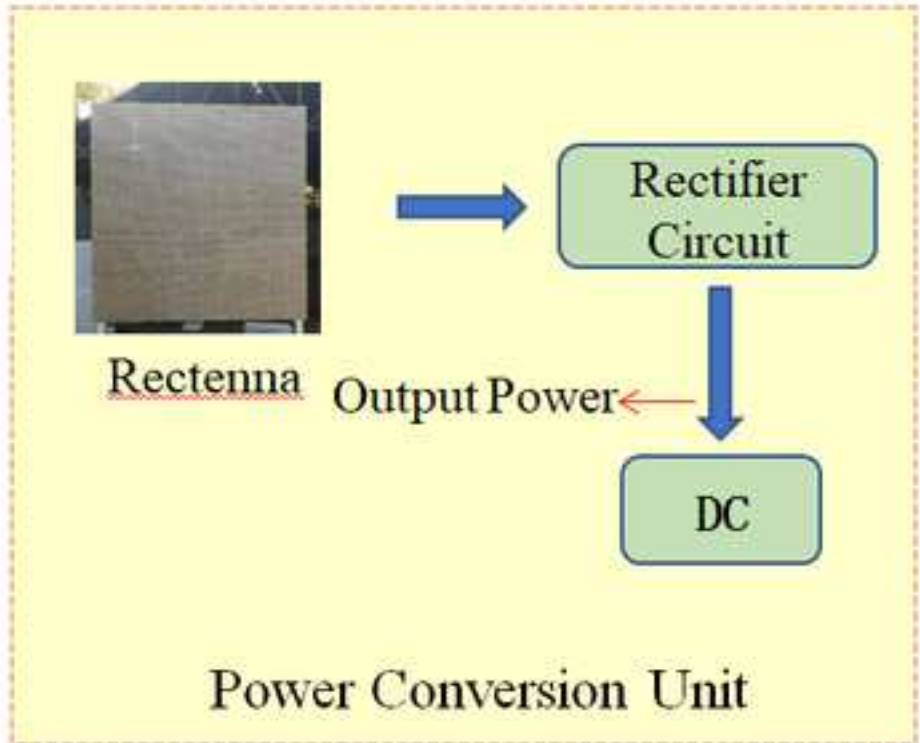 Rectifier
Circuit
Rectenna
Output Power
DC
Power Conversion Unit